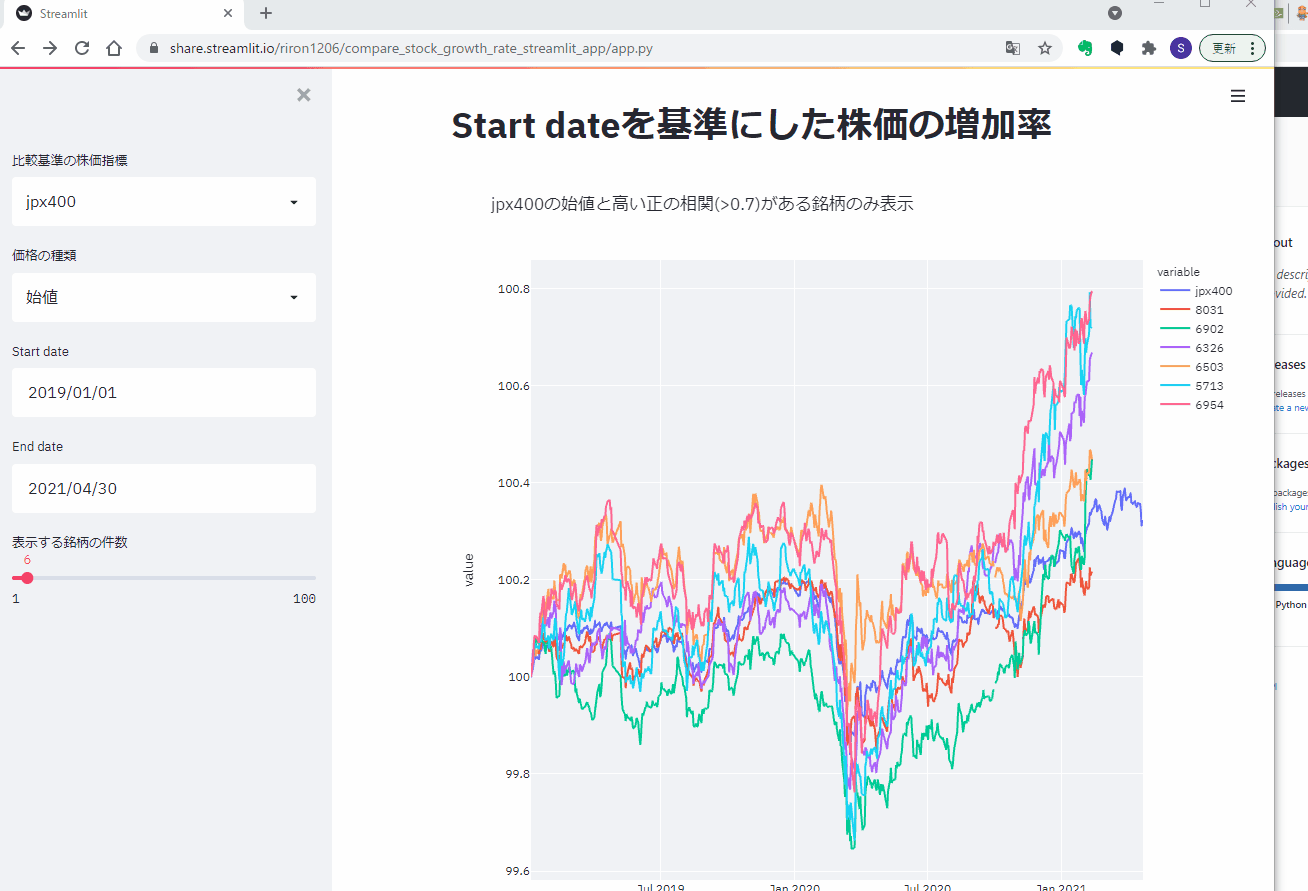 Streamlit
share.streamlit.io/riron1206/compare_stock_growth_rate_streamlit_app/app.py
S
更新
比較基準の株価指標
jpx400
価格の種類
始値
Start date
2019/01/01
End date
2021/04/30
表示する銘柄の件数
6
1 100
Start dateを基準にした株価の増加率
jpx400の始値と高い正の相関(>0.7)がある銘柄のみ表示
variable
jpx400
8031
6902
6326
6503
5713
6954
value
100.8
100.6
100.4
100.2
100
99.8
99.6
Jul 2019 Jan 2020 Jul 2020 Jan 2021
out
descri
vided.
eases
releases
te a new
kages
packages
lish your
nguage
Python